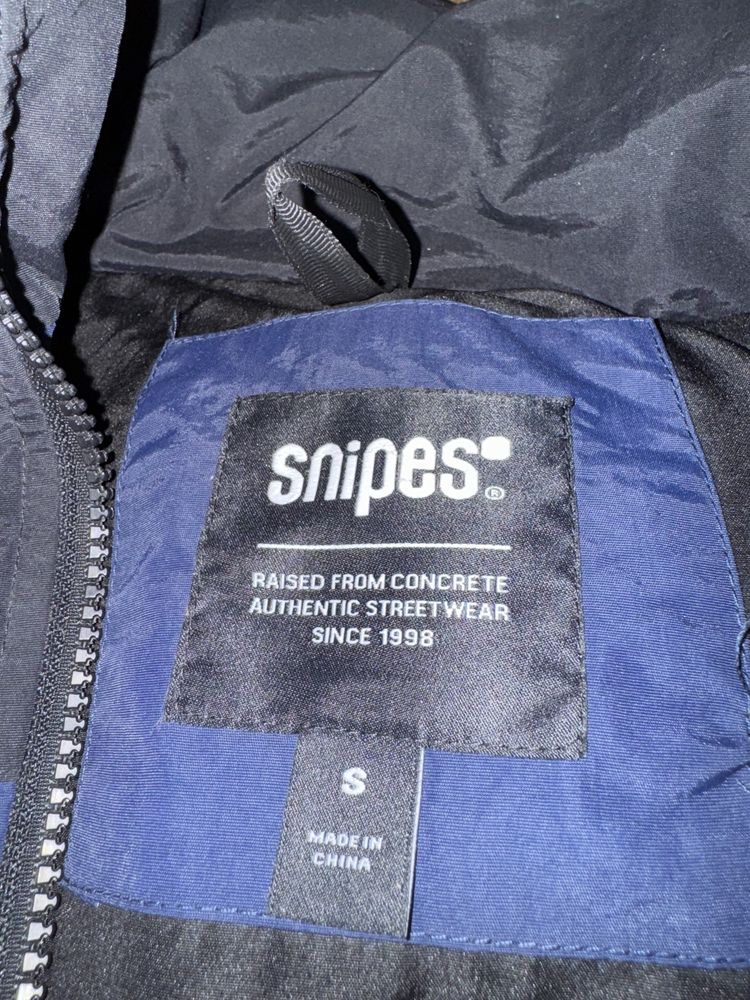 snipes®
RAISED FROM CONCRETE
AUTHENTIC STREETWEAR
SINCE 1998
S
MADE IN
CHINA